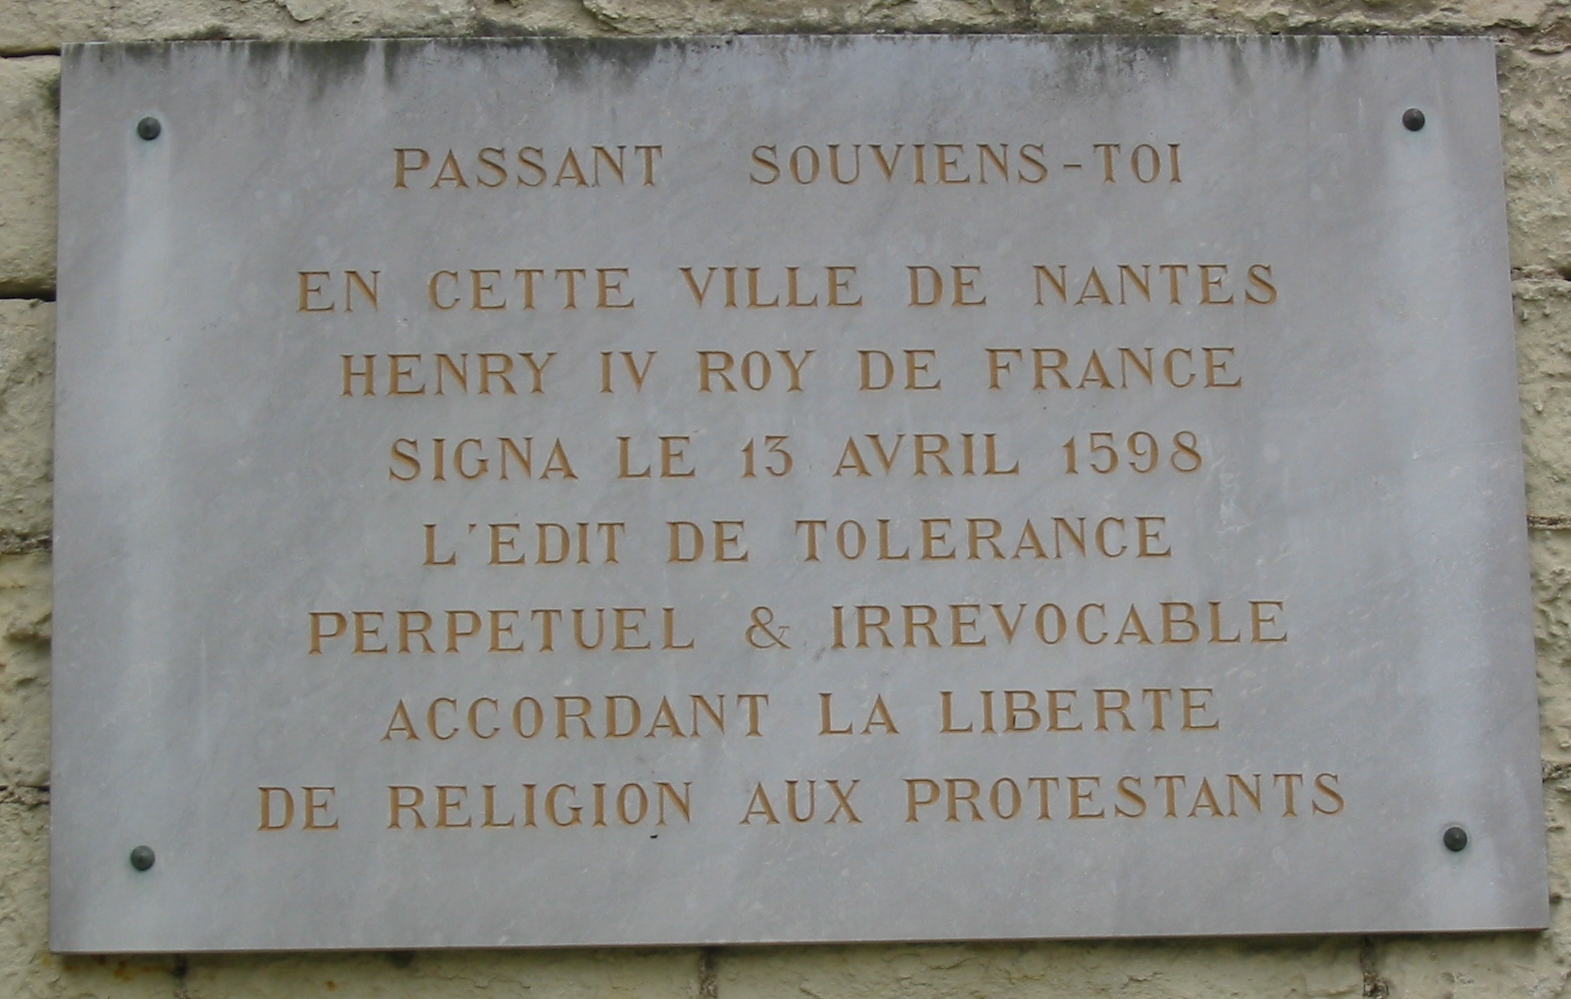 PASSANT SOUVIENS-TOI
EN CETTE VILLE DE NANTES
HENRY IV ROY DE FRANCE
SIGNA LE 13 AVRIL 1598
L'EDIT DE TOLERANCE
PERPETUEL & IRREVOCABLE
ACCORDANT LA LIBERTE
DE RELIGION AUX PROTESTANTS